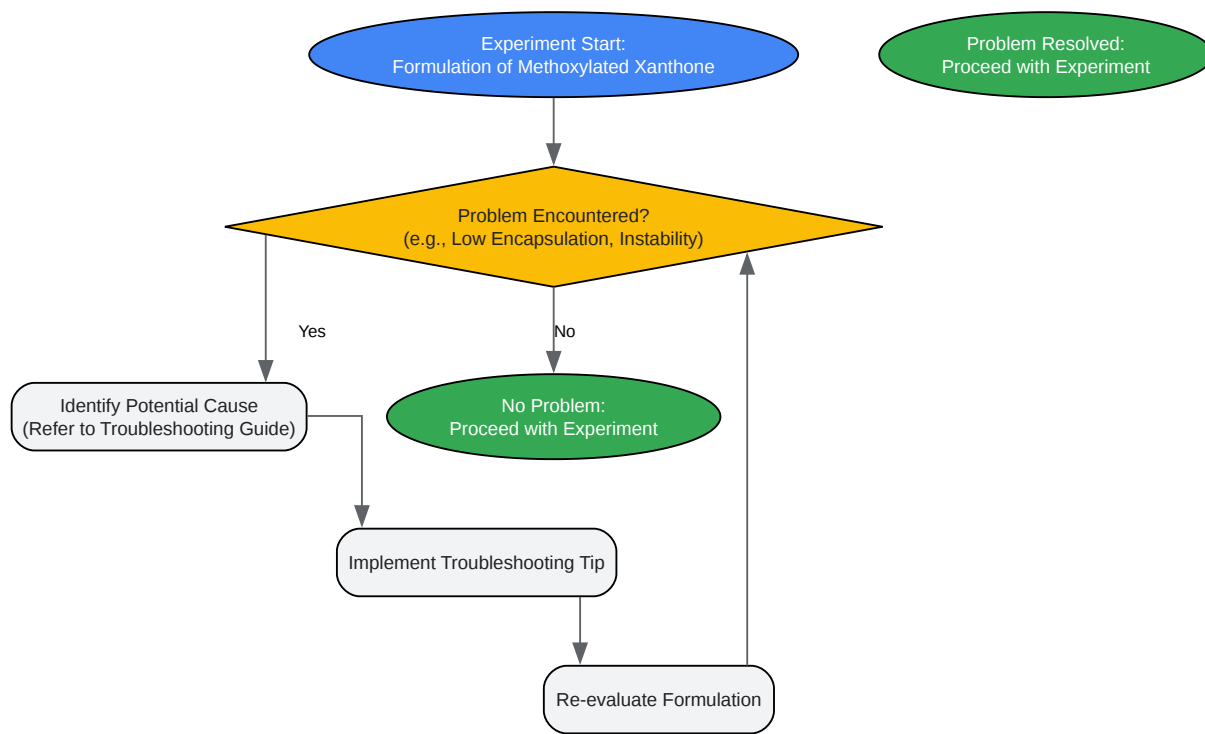 Experiment Start:
Formulation of Methoxylated Xanthone
Problem Resolved:
Proceed with Experiment
Problem Encountered?
(e.g., Low Encapsulation, Instability)
Yes
No
Identify Potential Cause
(Refer to Troubleshooting Guide)
No Problem:
Proceed with Experiment
Implement Troubleshooting Tip
Re-evaluate Formulation